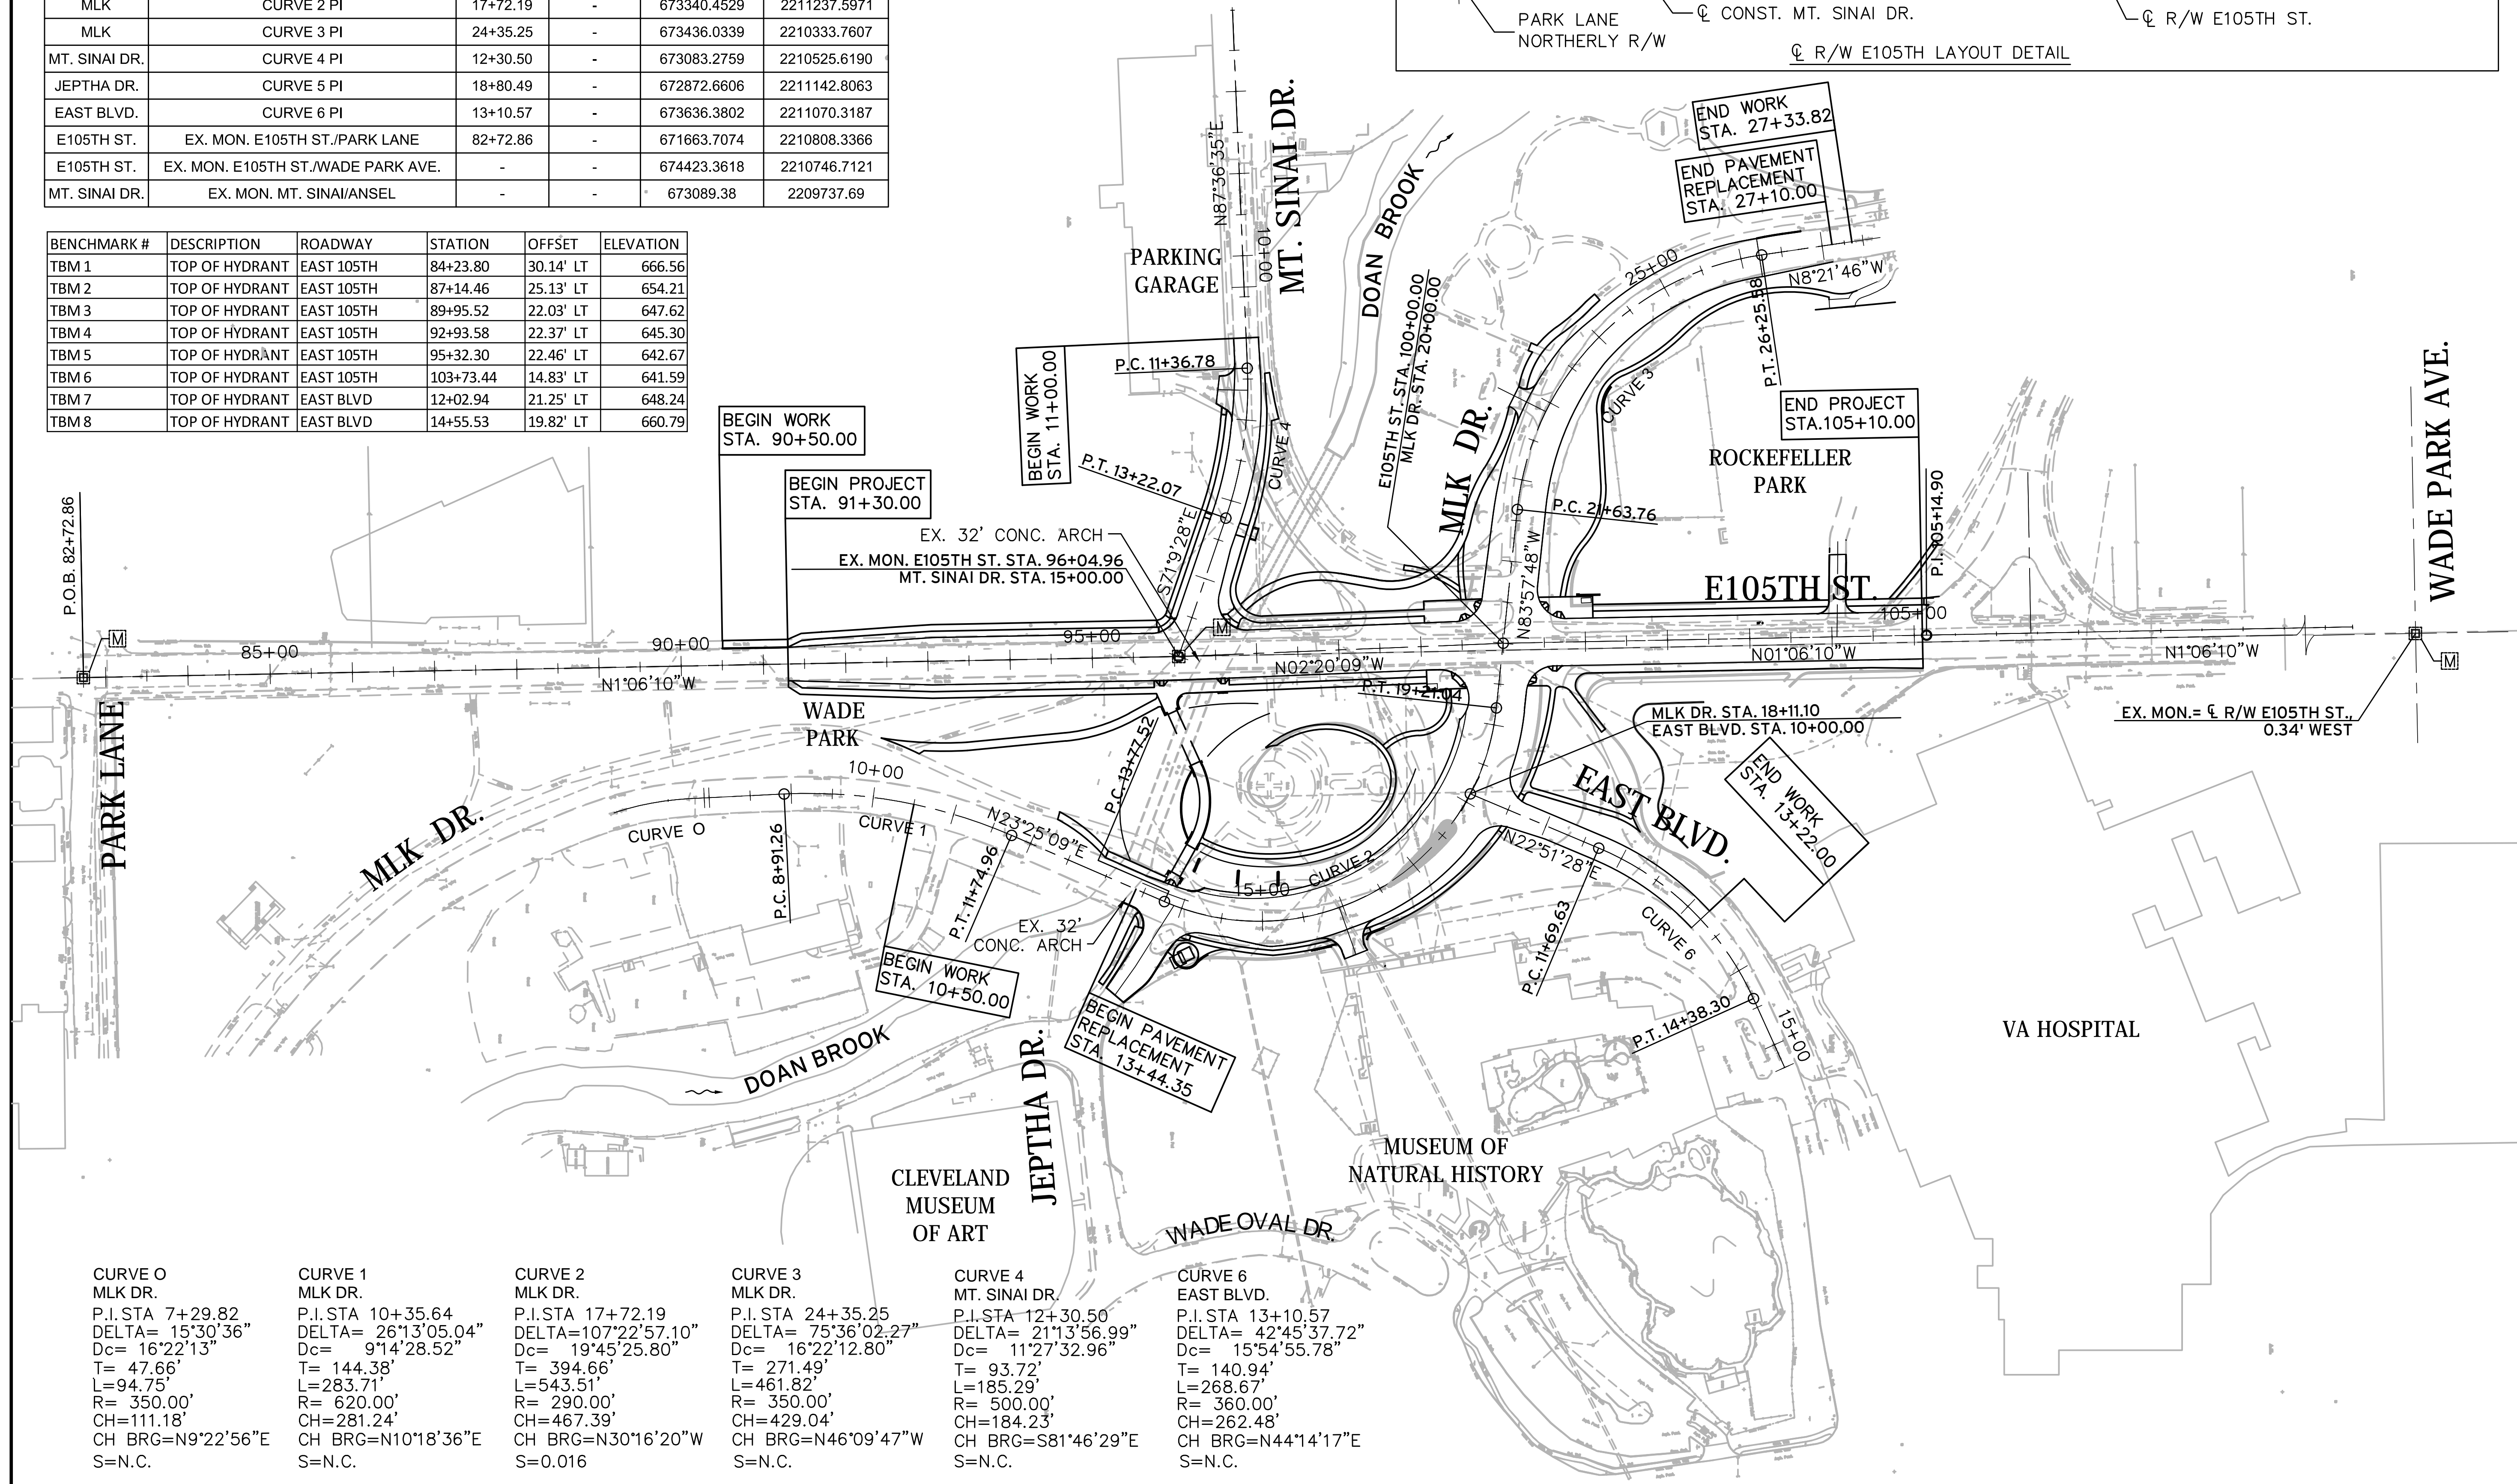 MLK CURVE 2 PI 17+72.19 - 673340.4529 2211237.5971
MLK CURVE 3 PI 24+35.25 - 673436.0339 2210333.7607
MT. SINAI DR. CURVE 4 PI 12+30.50 - 673083.2759 2210525.6190
JEPTHA DR. CURVE 5 PI 18+80.49 - 672872.6606 2211142.8063
EAST BLVD. CURVE 6 PI 13+10.57 - 673636.3802 2211070.3187
E105TH ST. EX. MON. E105TH ST./PARK LANE 82+72.86 - 671663.7074 2210808.3366
E105TH ST. EX. MON. E105TH ST./WADE PARK AVE. - - 674423.3618 2210746.7121
MT. SINAI DR. EX. MON. MT. SINAI/ANSEL - - 673089.38 2209737.69
BENCHMARK # DESCRIPTION ROADWAY STATION OFFSET ELEVATION
TBM 1 TOP OF HYDRANT EAST 105TH 84+23.80 30.14' LT 666.56
TBM 2 TOP OF HYDRANT EAST 105TH 87+14.46 25.13' LT 654.21
TBM 3 TOP OF HYDRANT EAST 105TH 89+95.52 22.03' LT 647.62
TBM 4 TOP OF HYDRANT EAST 105TH 92+93.58 22.37' LT 645.30
TBM 5 TOP OF HYDRANT EAST 105TH 95+32.30 22.46' LT 642.67
TBM 6 TOP OF HYDRANT EAST 105TH 103+73.44 14.83' LT 641.59
TBM 7 TOP OF HYDRANT EAST BLVD 12+02.94 21.25' LT 648.24
TBM 8 TOP OF HYDRANT EAST BLVD 14+55.53 19.82' LT 660.79
PARK LANE
NORTHERLY R/W
℄ CONST. MT. SINAI DR.
℄ R/W E105TH ST.
℄ R/W E105TH LAYOUT DETAIL
END WORK
STA. 27+33.82
END PAVEMENT
REPLACEMENT
STA. 27+10.00
N87°36'35"E
10+00
MT. SINAI DR.
DOAN BROOK
PARKING
GARAGE
25+00
N8°21'46"W
P.T. 26+25.58
CURVE 3
E105TH ST. STA. 100+00.00
MLK DR. STA. 20+00.00
BEGIN WORK
STA. 11+00.00
P.C. 11+36.78
P.T. 13+22.07
CURVE 4
MLK DR.
P.C. 21+63.76
END PROJECT
STA.105+10.00
ROCKEFELLER
PARK
P.I. 105+14.90
WADE PARK AVE.
BEGIN WORK
STA. 90+50.00
BEGIN PROJECT
STA. 91+30.00
EX. 32' CONC. ARCH
EX. MON. E105TH ST. STA. 96+04.96
MT. SINAI DR. STA. 15+00.00
S71°9'28"E
P.O.B. 82+72.86
M
85+00
90+00
95+00
M
N83°57'48"W
E105TH ST.
105+00
N1°06'10"W
N02°20'09"W
N01°06'10"W
N1°06'10"W
M
P.T. 19+21.04
EX. MON.= ℄ R/W E105TH ST.,
0.34' WEST
MLK DR. STA. 18+11.10
EAST BLVD. STA. 10+00.00
WADE
PARK
PARK LANE
MLK DR.
CURVE O
P.C. 8+91.26
10+00
CURVE 1
N23°25'09"E
P.T. 11+74.96
P.C. 13+77.52
15+00
CURVE 2
EAST BLVD.
N22°51'28"E
END WORK
STA. 13+22.00
P.C. 11+69.63
CURVE 6
P.T. 14+38.30
15+00
EX. 32'
CONC. ARCH
BEGIN WORK
STA. 10+50.00
BEGIN PAVEMENT
REPLACEMENT
STA. 13+44.35
DOAN BROOK
JEPTHA DR.
VA HOSPITAL
MUSEUM OF
NATURAL HISTORY
CLEVELAND
MUSEUM
OF ART
WADE OVAL DR.
CURVE O
MLK DR.
P.I.STA 7+29.82
DELTA= 15°30'36"
Dc= 16°22'13"
T= 47.66'
L=94.75'
R= 350.00'
CH=111.18'
CH BRG=N9°22'56"E
S=N.C.
CURVE 1
MLK DR.
P.I.STA 10+35.64
DELTA= 26°13'05.04"
Dc= 9°14'28.52"
T= 144.38'
L=283.71'
R= 620.00'
CH=281.24'
CH BRG=N10°18'36"E
S=N.C.
CURVE 2
MLK DR.
P.I.STA 17+72.19
DELTA=107°22'57.10"
Dc= 19°45'25.80"
T= 394.66'
L=543.51'
R= 290.00'
CH=467.39'
CH BRG=N30°16'20"W
S=0.016
CURVE 3
MLK DR.
P.I.STA 24+35.25
DELTA= 75°36'02.27"
Dc= 16°22'12.80"
T= 271.49'
L=461.82'
R= 350.00'
CH=429.04'
CH BRG=N46°09'47"W
S=N.C.
CURVE 4
MT. SINAI DR.
P.I.STA 12+30.50
DELTA= 21°13'56.99"
Dc= 11°27'32.96"
T= 93.72'
L=185.29'
R= 500.00'
CH=184.23'
CH BRG=S81°46'29"E
S=N.C.
CURVE 6
EAST BLVD.
P.I.STA 13+10.57
DELTA= 42°45'37.72"
Dc= 15°54'55.78"
T= 140.94'
L=268.67'
R= 360.00'
CH=262.48'
CH BRG=N44°14'17"E
S=N.C.